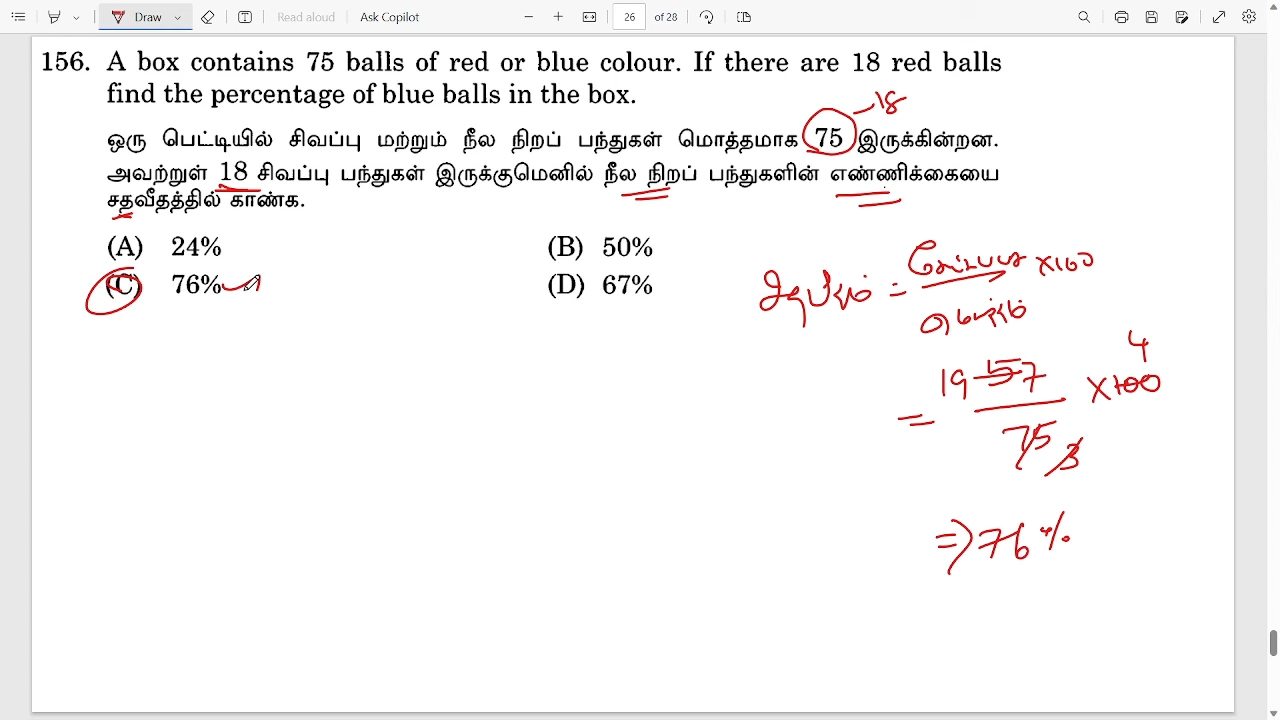 Draw
Read aloud
Ask Copilot
26 of 28
156. A box contains 75 balls of red or blue colour. If there are 18 red balls
find the percentage of blue balls in the box.
18
ஒரு பெட்டியில் சிவப்பு மற்றும் நீல நிறப் பந்துகள் மொத்தமாக 75 இருக்கின்றன.
அவற்றுள் 18 சிவப்பு பந்துகள் இருக்குமெனில் நீல நிறப் பந்துகளின் எண்ணிக்கையை
சதவீதத்தில் காண்க.
(A) 24%
(B) 50%
(C) 76%
(D) 67%
= X100
= 19 57 X100 4
75 3
⇒ 76%